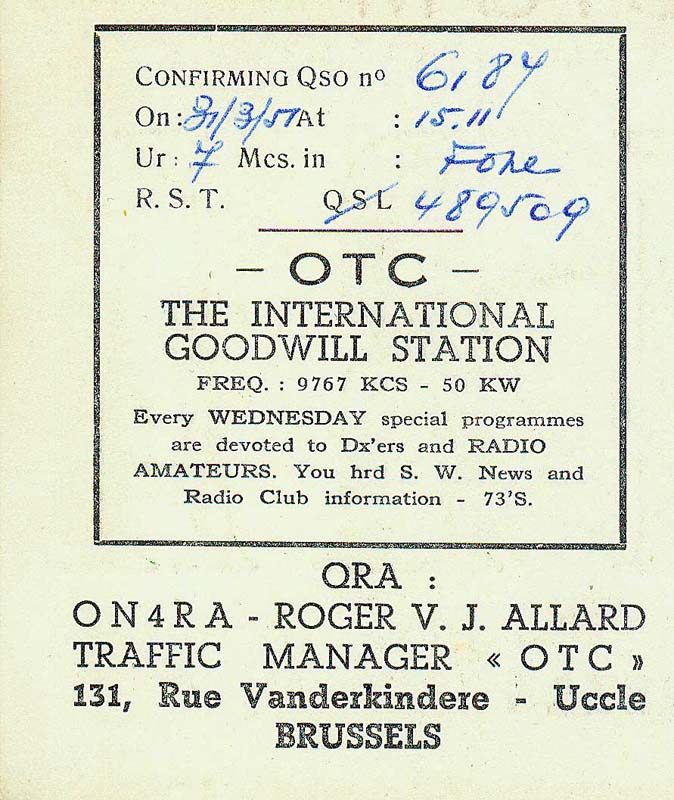 CONFIRMING QSO nº 6184
On: 31/3/51 At : 15.11
Ur: 7 Mcs. in : Fone
R. S. T. QSL 489509
- OTC -
THE INTERNATIONAL
GOODWILL STATION
FREQ. : 9767 KCS - 50 KW
Every WEDNESDAY special programmes
are devoted to Dx'ers and RADIO
AMATEURS. You hrd S. W. News and
Radio Club information - 73'S.
QRA :
ON4RA - ROGER V. J. ALLARD
TRAFFIC MANAGER « OTC »
131, Rue Vanderkindere - Uccle
BRUSSELS